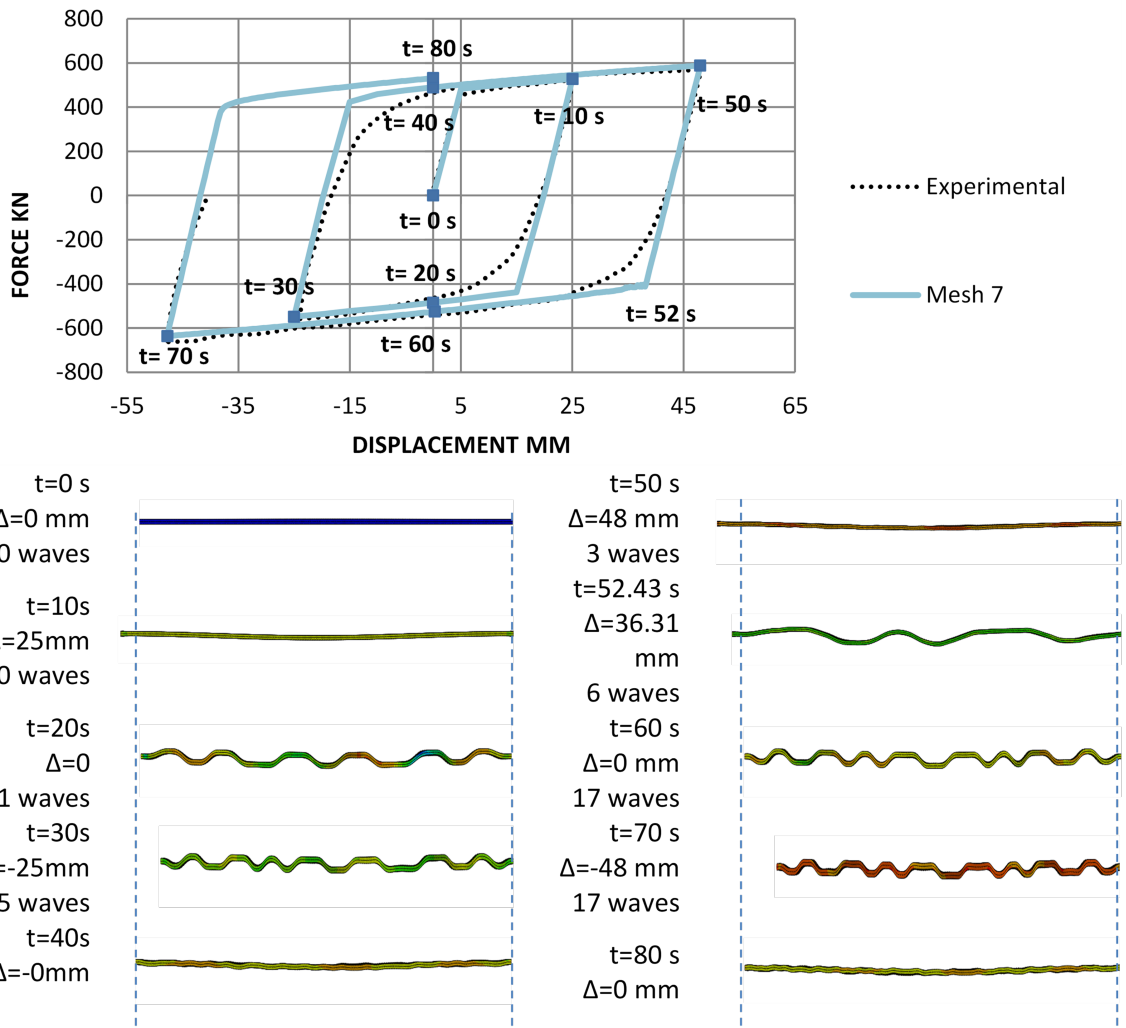 800
600
400
200
0
-200
-400
-600
-800
FORCE KN
t= 80 s
t= 50 s
t= 40 s
t= 10 s
t= 0 s
t= 20 s
t= 30 s
t= 52 s
t= 60 s
t= 70 s
-55
-35
-15
5
25
45
65
DISPLACEMENT MM
Experimental
Mesh 7
t=0 s
Δ=0 mm
0 waves
t=10s
=25mm
0 waves
t=20s
Δ=0
1 waves
t=30s
=-25mm
5 waves
t=40s
Δ=-0mm
t=50 s
Δ=48 mm
3 waves
t=52.43 s
Δ=36.31
mm
6 waves
t=60 s
Δ=0 mm
17 waves
t=70 s
Δ=-48 mm
17 waves
t=80 s
Δ=0 mm